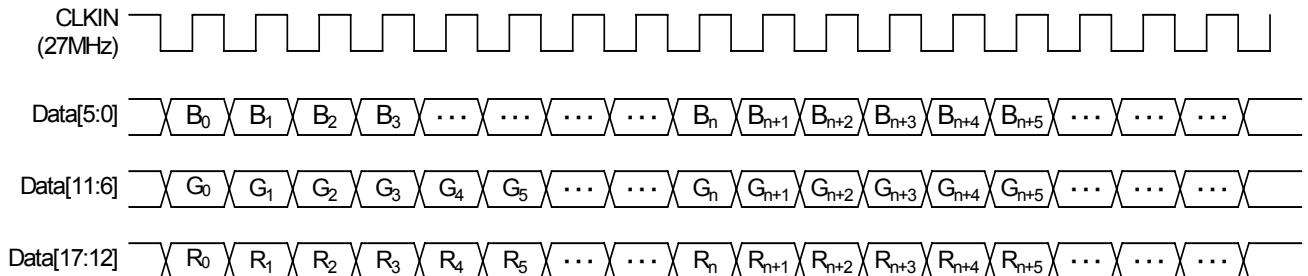 CLKIN
(27MHz)
Data[5:0] B₀ B₁ B₂ B₃ ··· ··· ··· ··· Bₙ Bₙ₊₁ Bₙ₊₂ Bₙ₊₃ Bₙ₊₄ Bₙ₊₅ ··· ··· ···
Data[11:6] G₀ G₁ G₂ G₃ G₄ G₅ ··· ··· Gₙ Gₙ₊₁ Gₙ₊₂ Gₙ₊₃ Gₙ₊₄ Gₙ₊₅ ··· ··· ···
Data[17:12] R₀ R₁ R₂ R₃ R₄ R₅ ··· ··· Rₙ Rₙ₊₁ Rₙ₊₂ Rₙ₊₃ Rₙ₊₄ Rₙ₊₅ ··· ··· ···